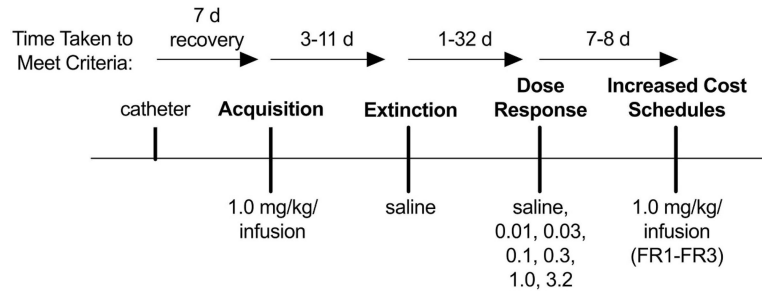 7 d
recovery
3-11 d
1-32 d
7-8 d
Time Taken to
Meet Criteria:
catheter
Acquisition
Extinction
Dose
Response
Increased Cost
Schedules
1.0 mg/kg/
infusion
saline
saline,
0.01, 0.03,
0.1, 0.3,
1.0, 3.2
1.0 mg/kg/
infusion
(FR1-FR3)